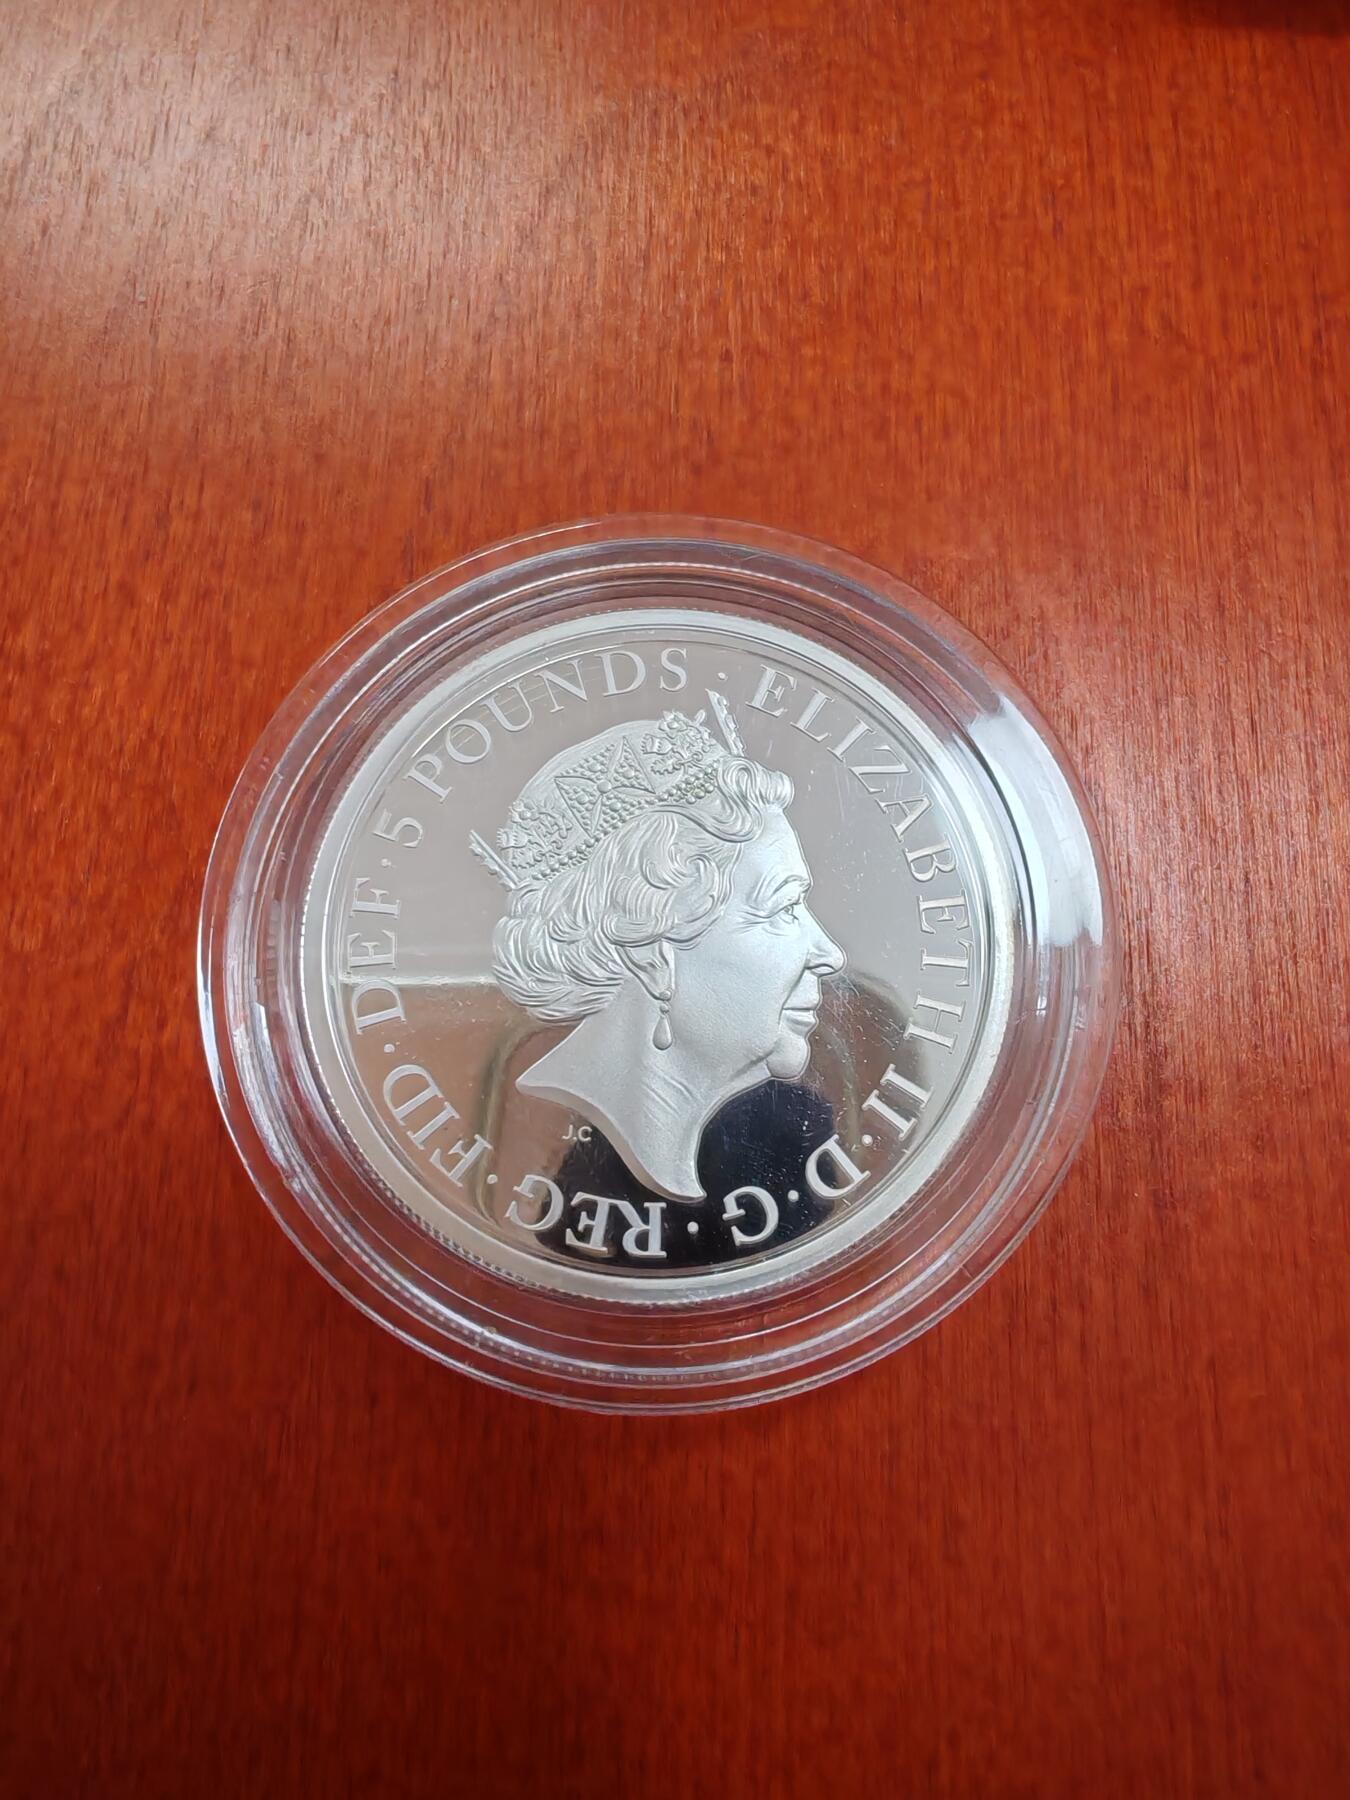 ELIZABETH II · D · G · REG · FID · DEF · 5 POUNDS ·
J.C